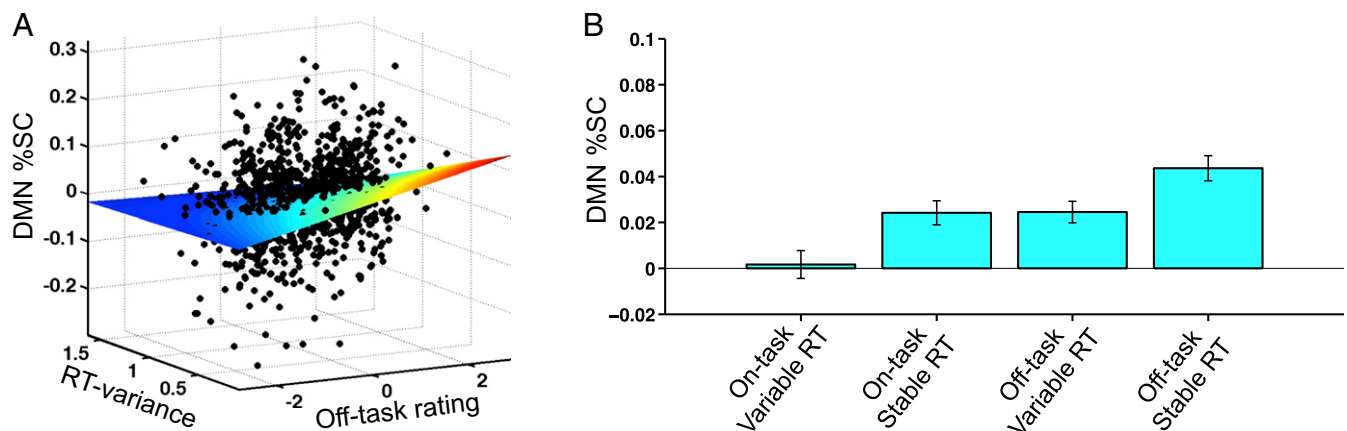 A
DMN %SC
0.3
0.2
0.1
0
-0.1
-0.2
1.5
1
0.5
RT-variance
-2
0
2
Off-task rating
B
DMN %SC
0.1
0.08
0.06
0.04
0.02
0
−0.02
On-task
Variable RT
On-task
Stable RT
Off-task
Variable RT
Off-task
Stable RT